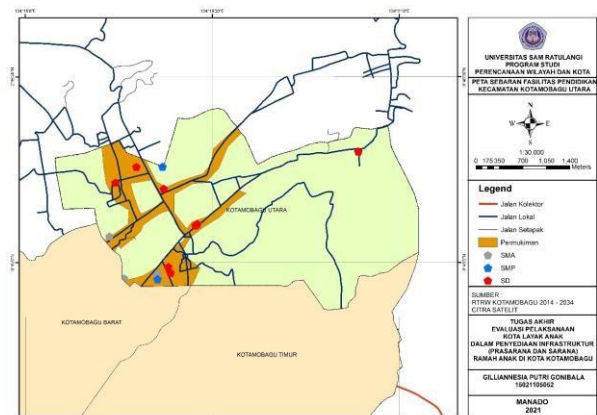 KOTAMOBAGU UTARA
KOTAMOBAGU BARAT
KOTAMOBAGU TIMUR
UNIVERSITAS SAM RATULANGI
PROGRAM STUDI
PERENCANAAN WILAYAH DAN KOTA
PETA SEBARAN FASILITAS PENDIDIKAN
KECAMATAN KOTAMOBAGU UTARA
N
W E
S
1:30,000
0 175 350 700 1.050 1.400
Meters
Legend
Jalan Kolektor
Jalan Lokal
Jalan Setapak
Permukiman
SMA
SMP
SD
SUMBER :
RTRW KOTAMOBAGU 2014 - 2034
CITRA SATELIT
TUGAS AKHIR
EVALUASI PELAKSANAAN
KOTA LAYAK ANAK
DALAM PENYEDIAAN INFRASTRUKTUR
(PRASARANA DAN SARANA)
RAMAH ANAK DI KOTA KOTAMOBAGU
GILLIANNESIA PUTRI GONIBALA
MANADO
2021